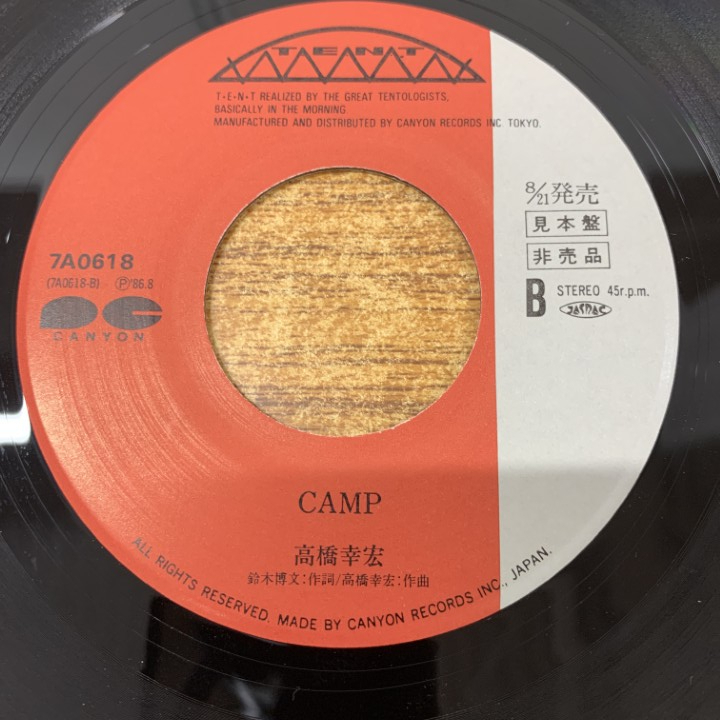 T・E・N・T
T・E・N・T REALIZED BY THE GREAT TENTOLOGISTS,
BASICALLY IN THE MORNING
MANUFACTURED AND DISTRIBUTED BY CANYON RECORDS INC. TOKYO.
8/21発売
見本盤
非売品
7A0618
(7A0618-B) Ⓟ'86.8
CANYON
B STEREO 45r.p.m.
JASRAC
CAMP
高橋幸宏
鈴木博文:作詞/高橋幸宏:作曲
ALL RIGHTS RESERVED. MADE BY CANYON RECORDS INC., JAPAN.